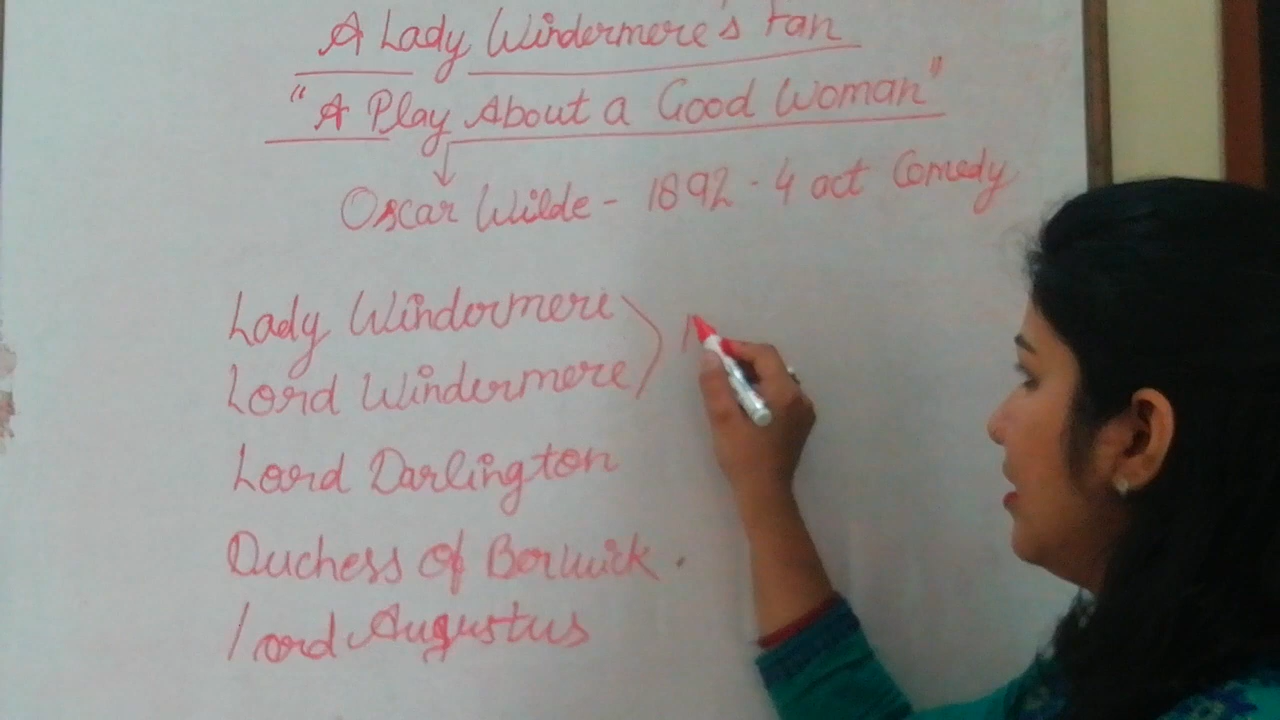 A Lady Windermere's Fan
"A Play About a Good Woman"
Oscar Wilde - 1892 - 4 act Comedy
Lady Windermere
Lord Windermere
Lord Darlington
Duchess of Berwick.
Lord Augustus